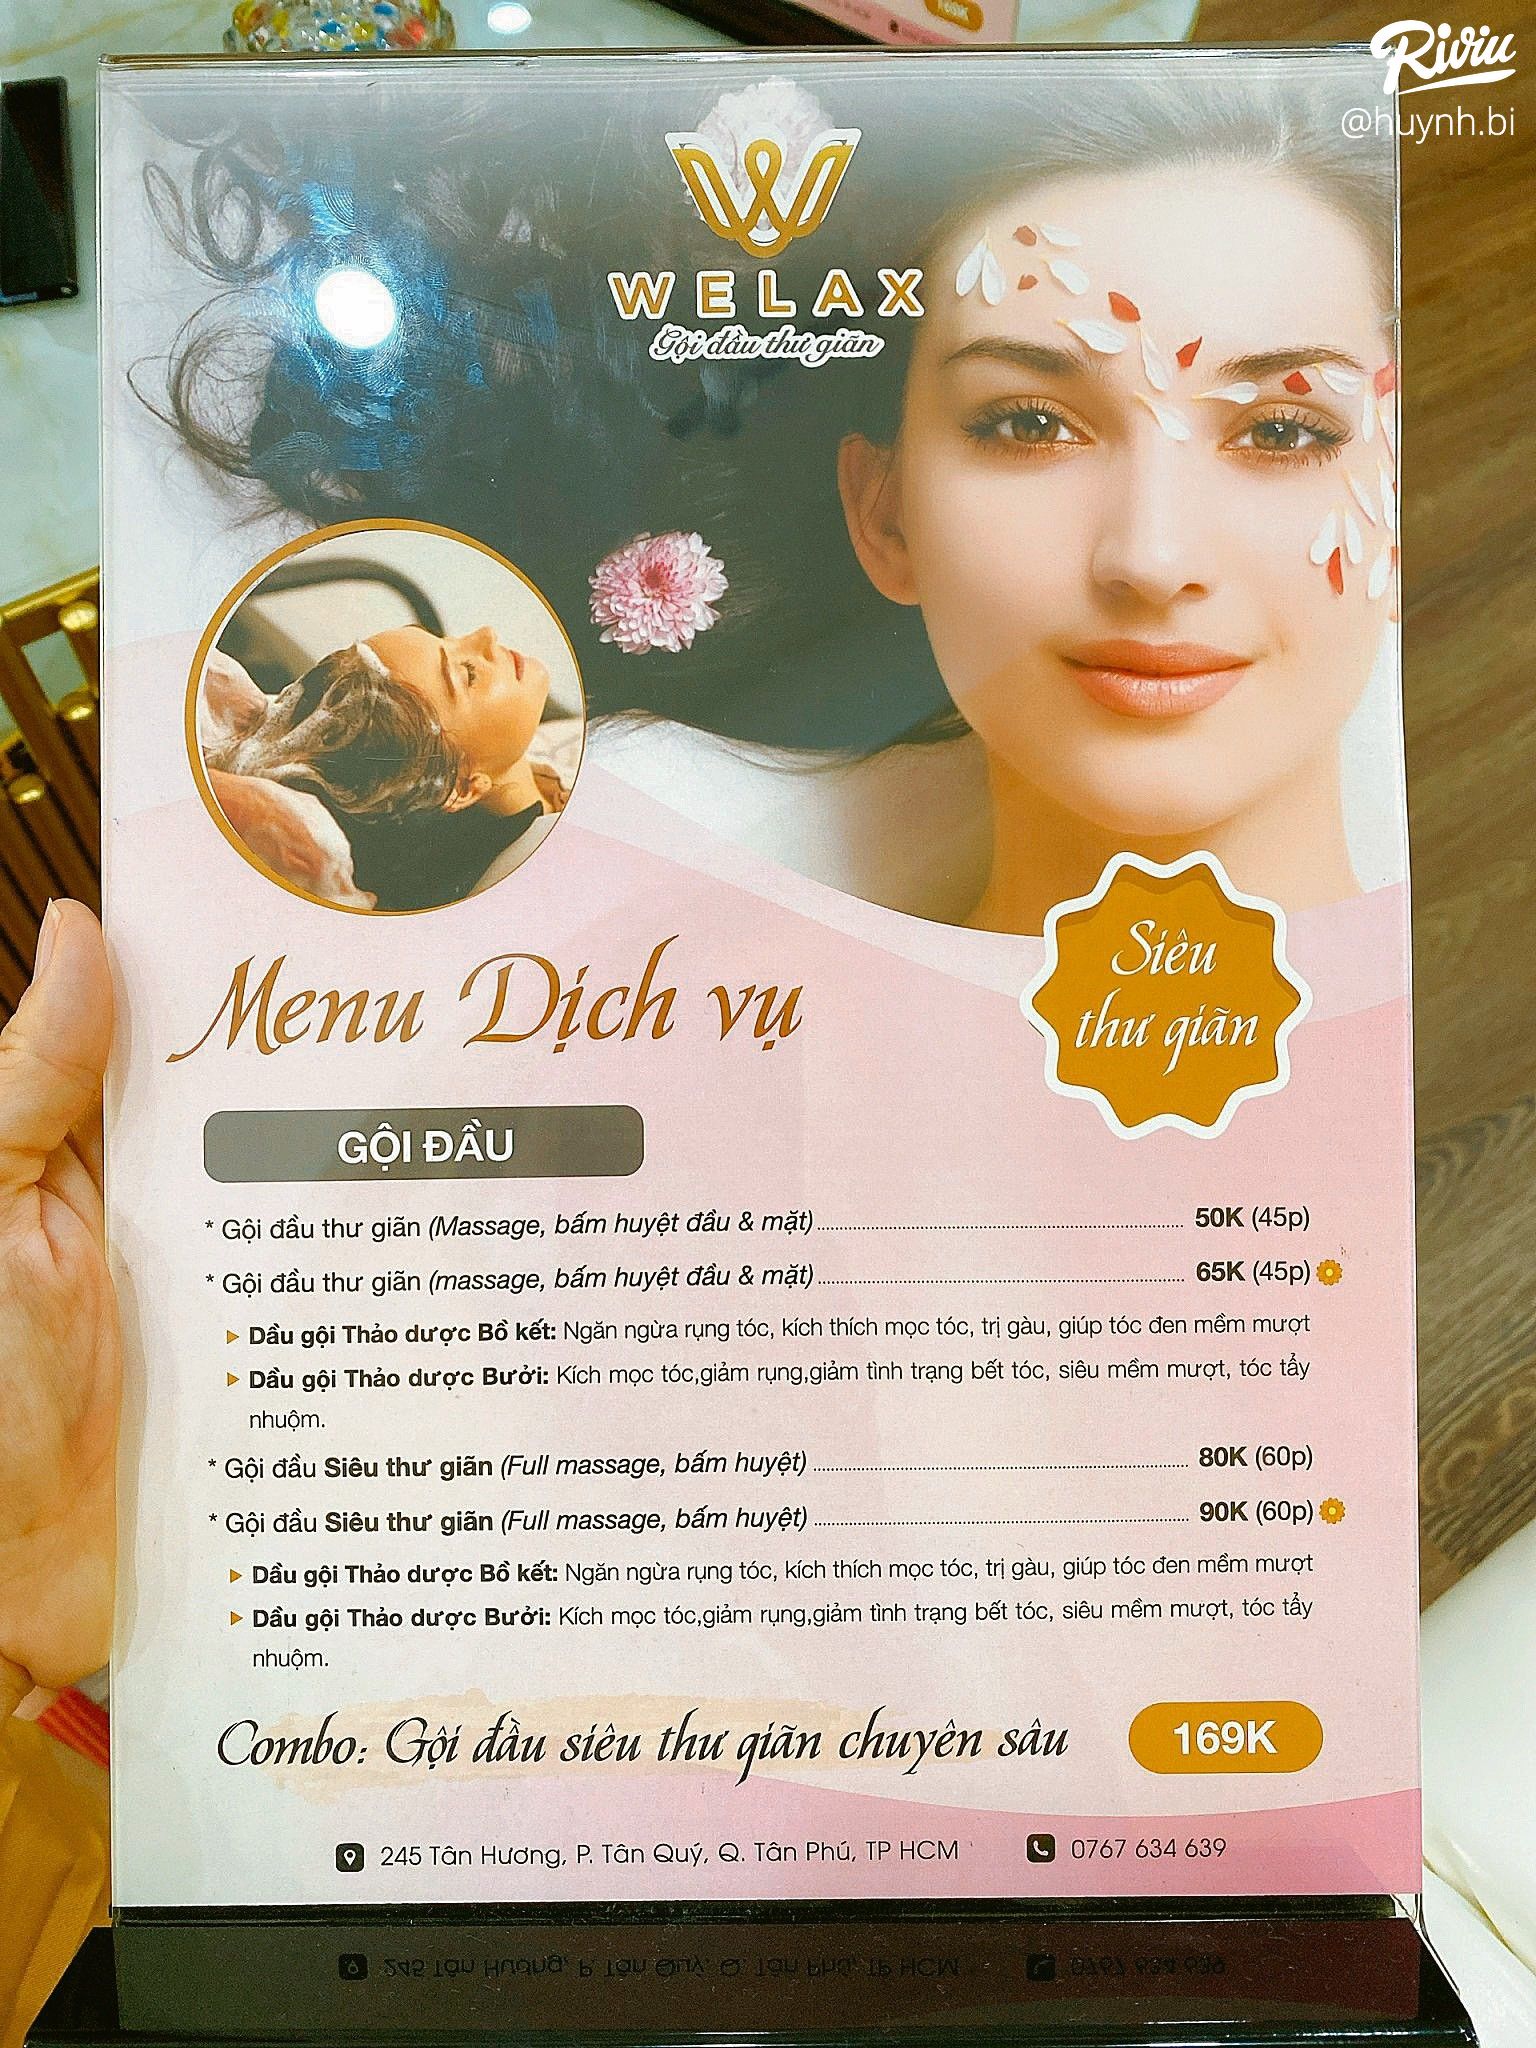 Riviu
@huynh.bi
WELAX
Gội đầu thư giãn
Menu Dịch vụ
Siêu
thư giãn
GỘI ĐẦU
* Gội đầu thư giãn (Massage, bấm huyệt đầu & mặt) 50K (45p)
* Gội đầu thư giãn (massage, bấm huyệt đầu & mặt) 65K (45p)
Dầu gội Thảo dược Bồ kết: Ngăn ngừa rụng tóc, kích thích mọc tóc, trị gàu, giúp tóc đen mềm mượt
Dầu gội Thảo dược Bưởi: Kích mọc tóc,giảm rụng,giảm tình trạng bết tóc, siêu mềm mượt, tóc tẩy
nhuộm.
* Gội đầu Siêu thư giãn (Full massage, bấm huyệt) 80K (60p)
* Gội đầu Siêu thư giãn (Full massage, bấm huyệt) 90K (60p)
Dầu gội Thảo dược Bồ kết: Ngăn ngừa rụng tóc, kích thích mọc tóc, trị gàu, giúp tóc đen mềm mượt
Dầu gội Thảo dược Bưởi: Kích mọc tóc,giảm rụng,giảm tình trạng bết tóc, siêu mềm mượt, tóc tẩy
nhuộm.
Combo: Gội đầu siêu thư giãn chuyên sâu 169K
245 Tân Hương, P. Tân Quý, Q. Tân Phú, TP HCM 0767 634 639